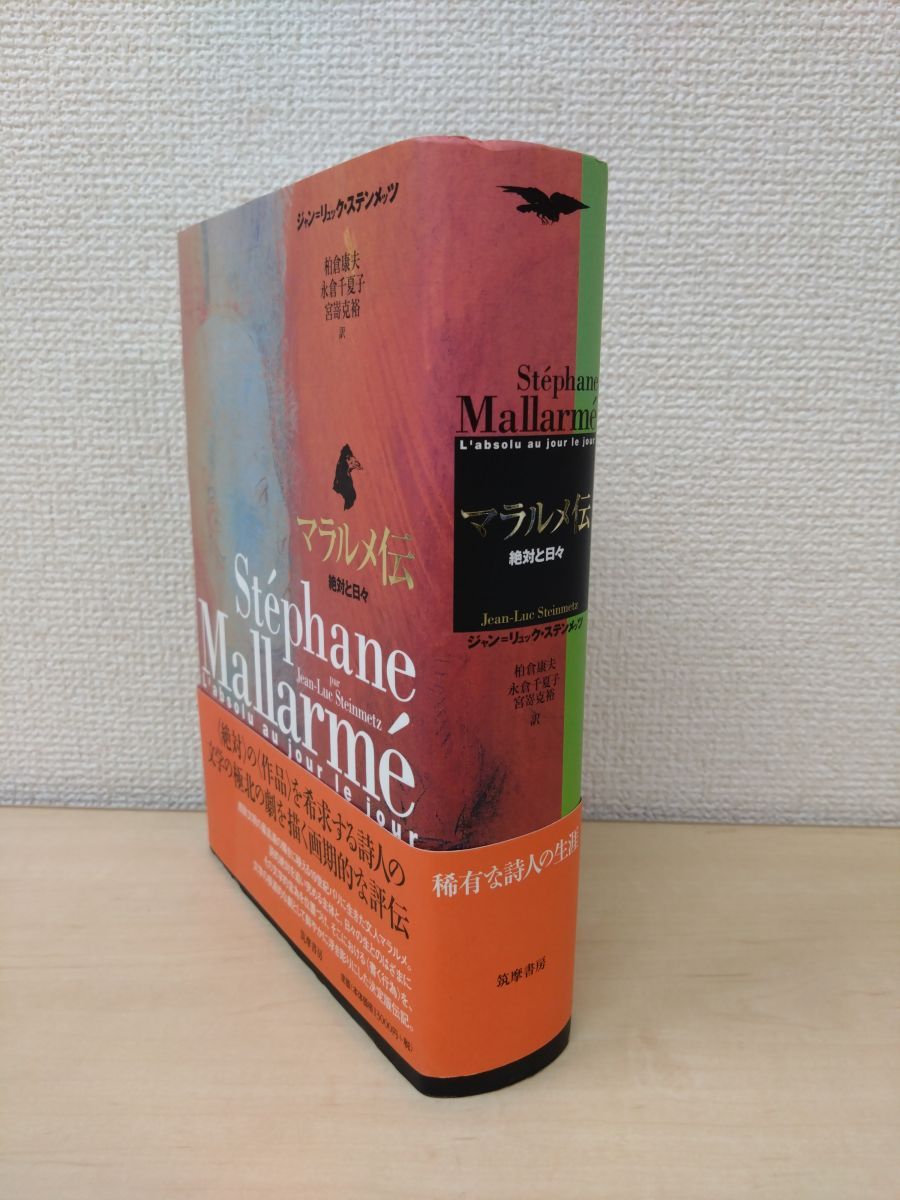 ジャン=リュック・ステンメッツ
柏倉康夫
永倉千夏子
宮嵜克裕
訳
マラルメ伝
絶対と日々
Stéphane
Mallarmé
par
Jean-Luc Steinmetz
L'absolu au jour le jour
〈絶対〉の〈作品〉を希求する詩人の
文学の極北の劇を描く画期的な評伝
筑摩書房
Stéphane
Mallarmé
L'absolu au jour le jour
マラルメ伝
絶対と日々
Jean-Luc Steinmetz
ジャン=リュック・ステンメッツ
柏倉康夫
永倉千夏子
宮嵜克裕
訳
稀有な詩人の生涯
筑摩書房